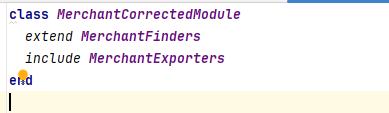 class MerchantCorrectedModule
  extend MerchantFinders
  include MerchantExporters
end